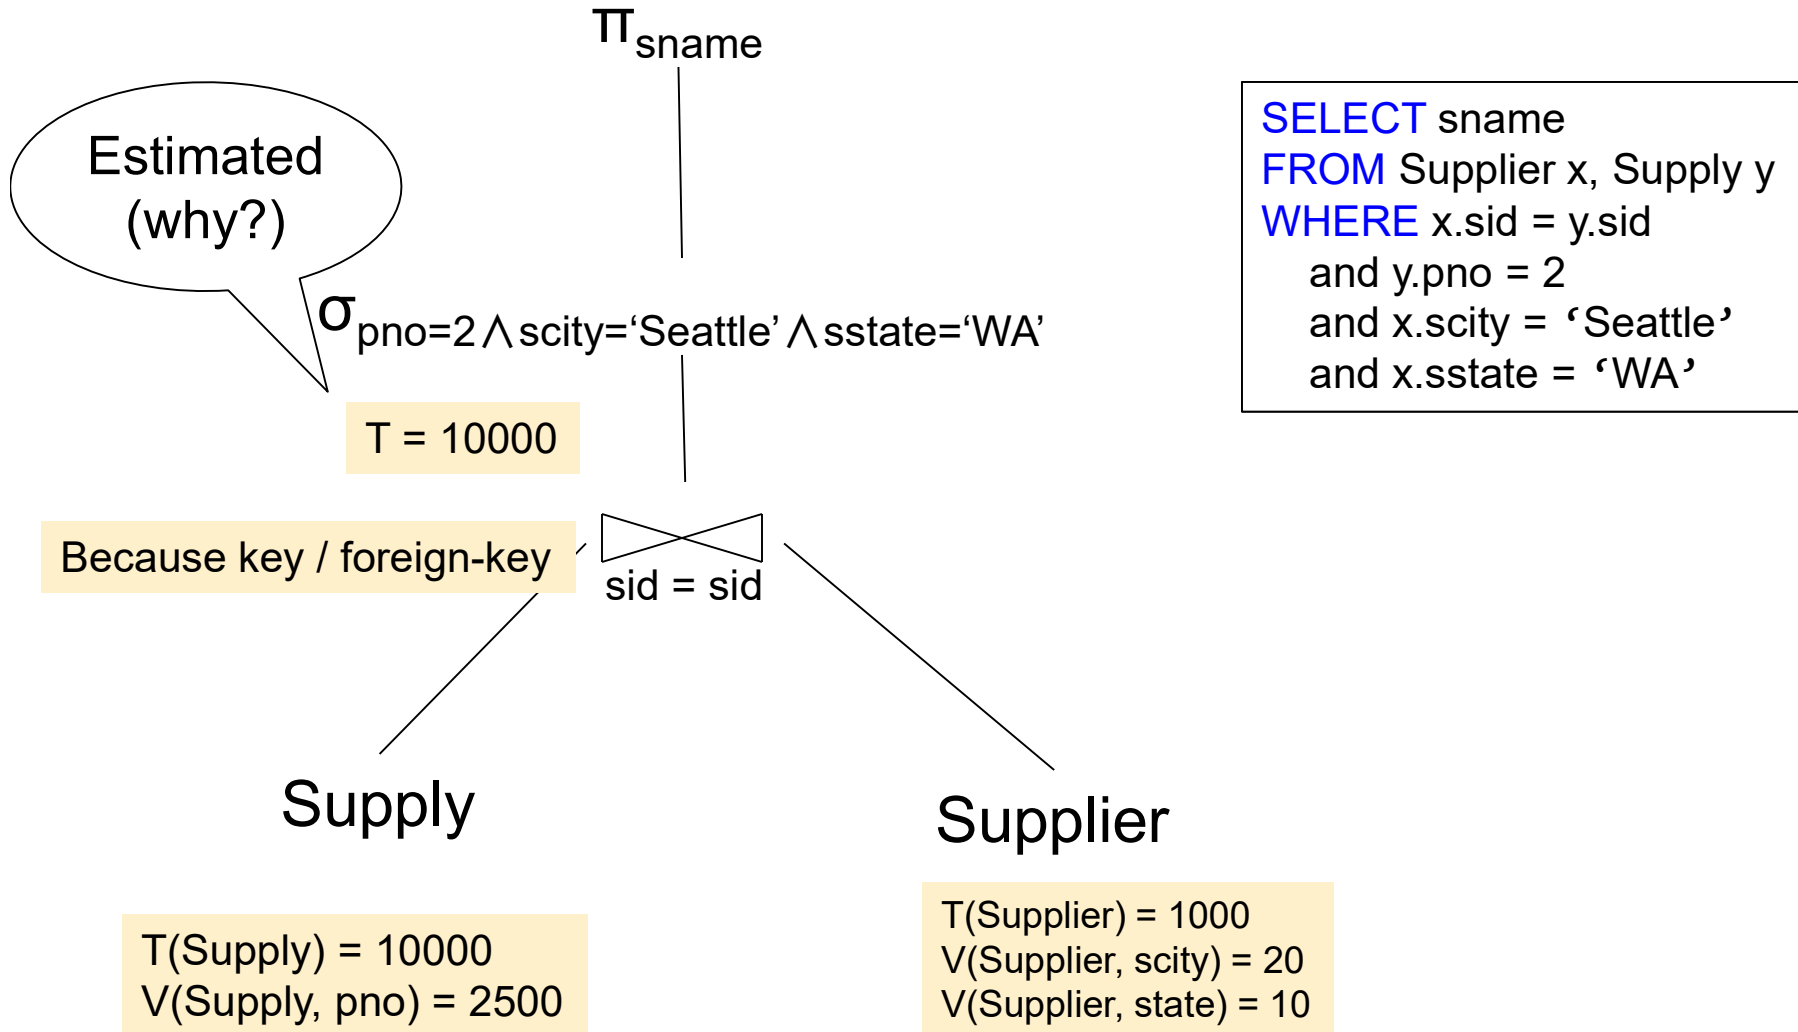 π sname
Estimated
(why?)
SELECT sname
FROM Supplier x, Supply y
WHERE x.sid = y.sid
and y.pno = 2
and x.scity = ‘Seattle’
and x.sstate = ‘WA’
σ pno=2 ∧ scity=‘Seattle’ ∧ sstate=‘WA’
T = 10000
Because key / foreign-key
sid = sid
Supply
Supplier
T(Supply) = 10000
V(Supply, pno) = 2500
T(Supplier) = 1000
V(Supplier, scity) = 20
V(Supplier, state) = 10